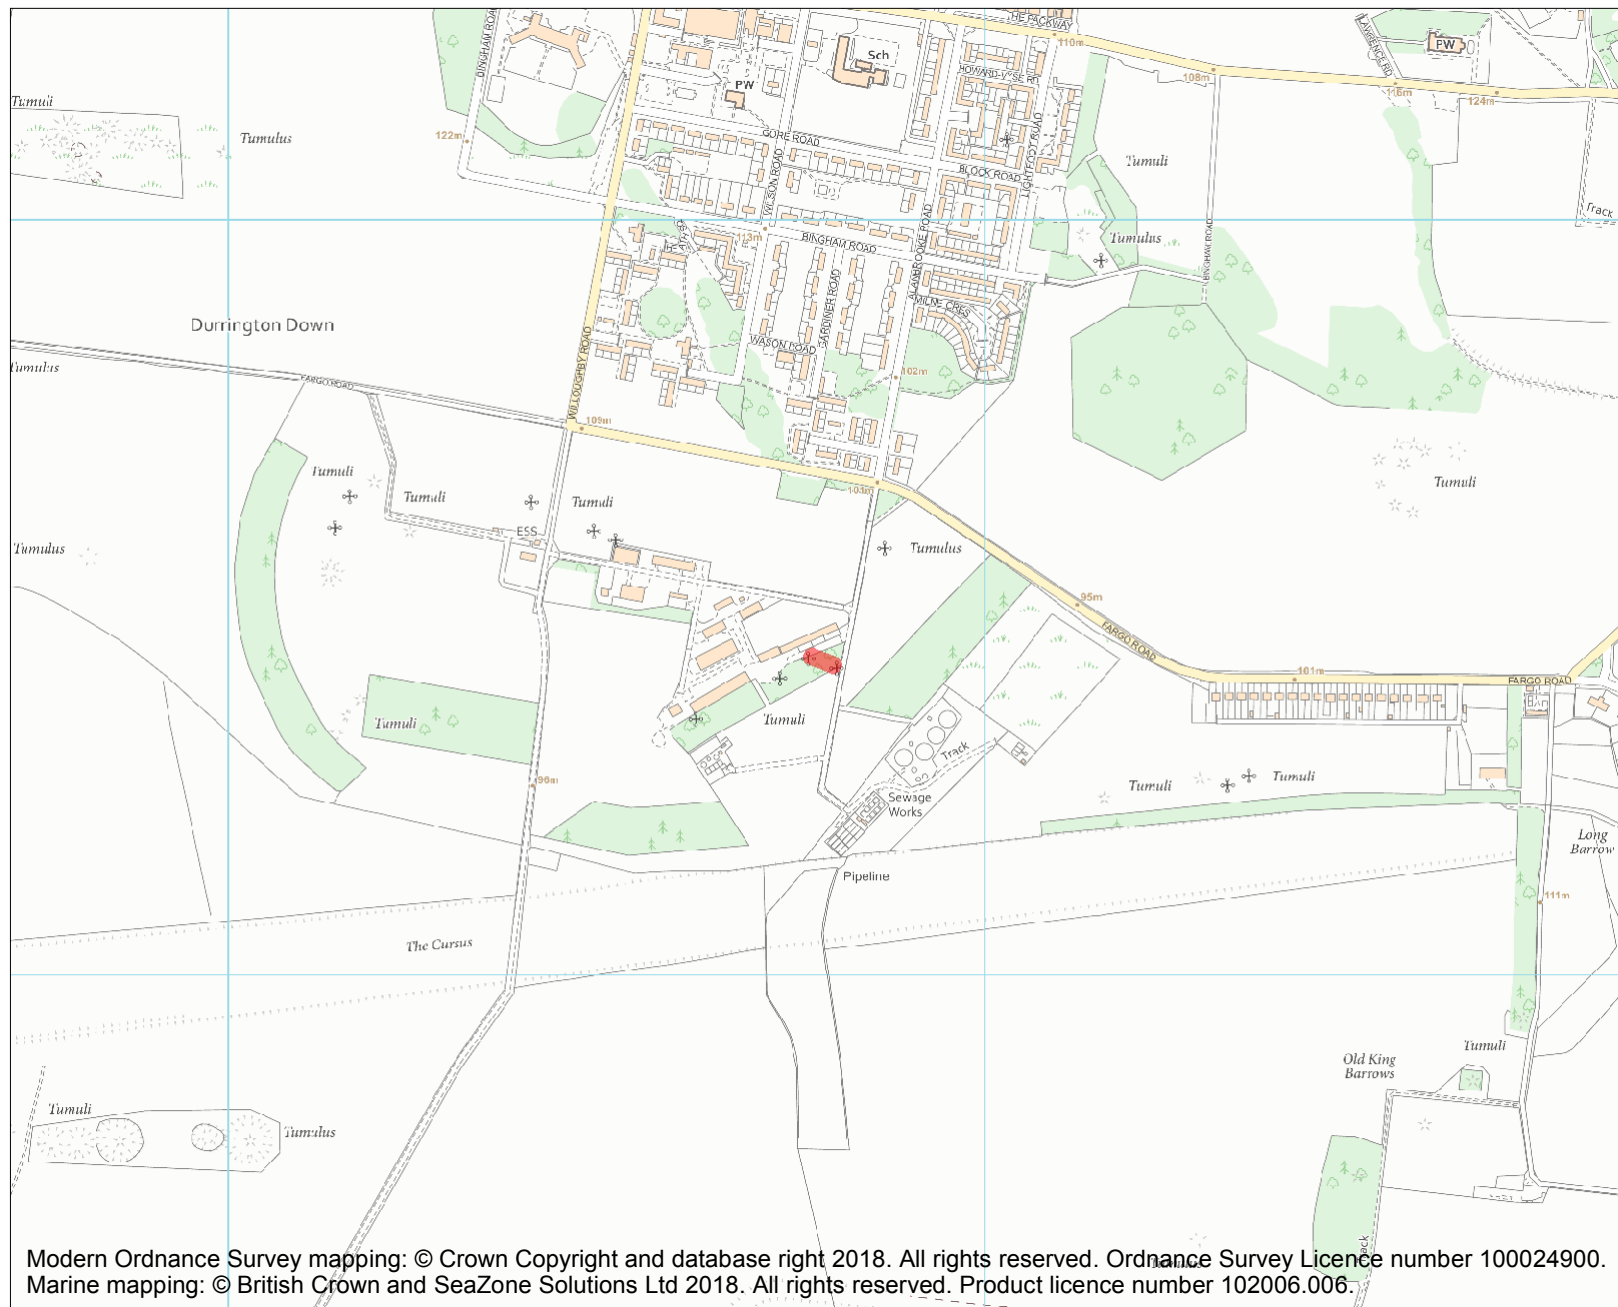 THE PACKWAY
110m
LAWRENCE RD
PW
BINGHAM ROAD
Sch
HOWARD-VYSE RD
108m
116m
124m
PW
Tumuli
Tumulus
122m
GORE ROAD
LIGHTFOOT ROAD
Tumuli
BLOCK ROAD
WILSON ROAD
Track
113m
BINGHAM ROAD
Tumulus
BINGHAM ROAD
Durrington Down
GARDINER ROAD
MILNE CRES
WASON ROAD
Tumulus
102m
FARGO ROAD
WILLOUGHBY ROAD
109m
Tumuli
Tumuli
Tumuli
104m
Tumuli
ESS
Tumulus
Tumulus
95m
FARGO ROAD
101m
FARGO ROAD
Tumuli
Tumuli
Track
96m
Tumuli
Tumuli
Sewage
Works
Long
Barrow
Pipeline
111m
The Cursus
Old King
Barrows
Tumuli
Tumuli
Tumulus
Track
Modern Ordnance Survey mapping: © Crown Copyright and database right 2018. All rights reserved. Ordnance Survey Licence number 100024900.
Marine mapping: © British Crown and SeaZone Solutions Ltd 2018. All rights reserved. Product licence number 102006.006.